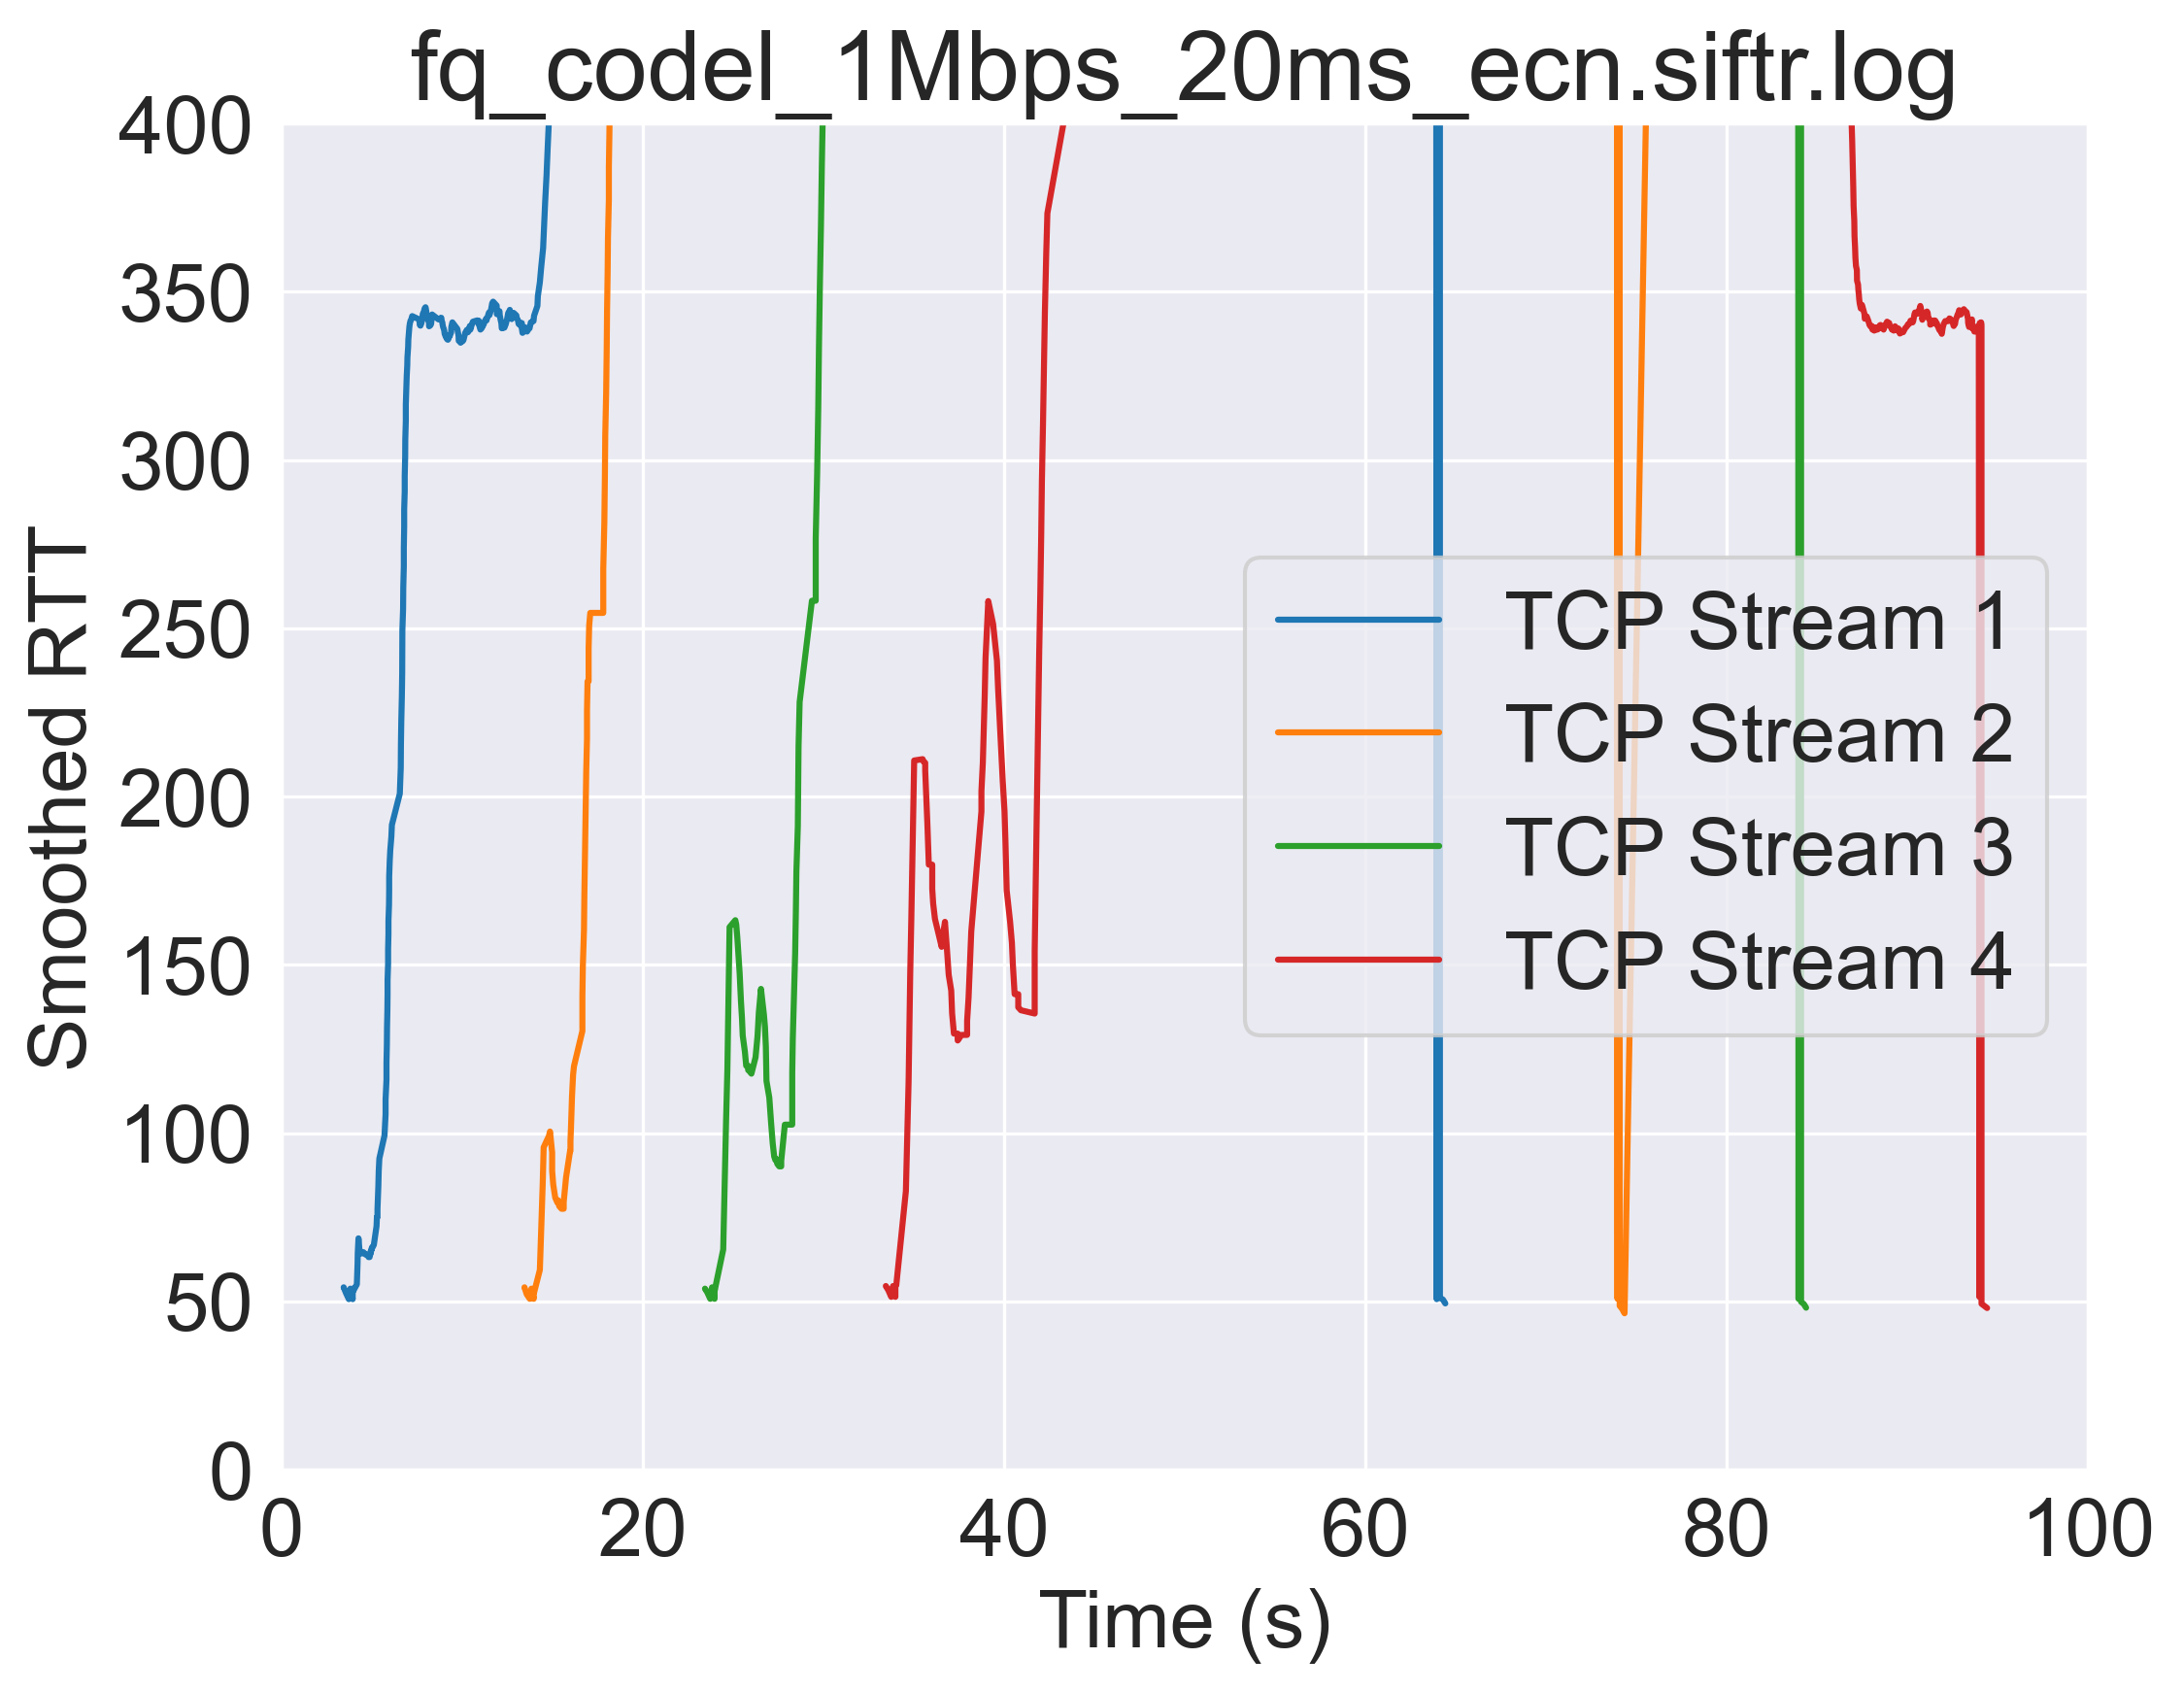 fq_codel_1Mbps_20ms_ecn.siftr.log
400
350
300
250
200
150
100
50
0
Smoothed RTT
TCP Stream 1
TCP Stream 2
TCP Stream 3
TCP Stream 4
0 20 40 60 80 100
Time (s)